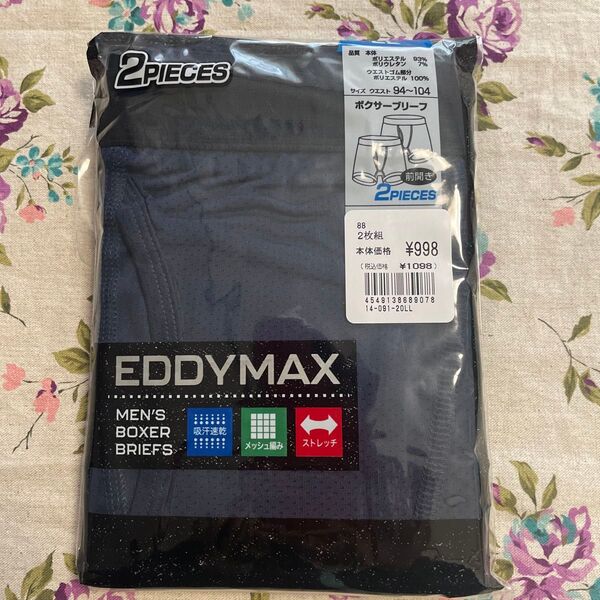 2PIECES
品質 本体
ポリエステル 93%
ポリウレタン 7%
ウエストゴム部分
ポリエステル 100%
サイズ ウエスト 94〜104
ボクサーブリーフ
前開き
2PIECES
88
2枚組
本体価格 ¥998
(税込価格 ¥1098)
4549138689078
14-091-20LL
EDDYMAX
MEN'S
BOXER
BRIEFS
吸汗速乾
メッシュ編み
ストレッチ